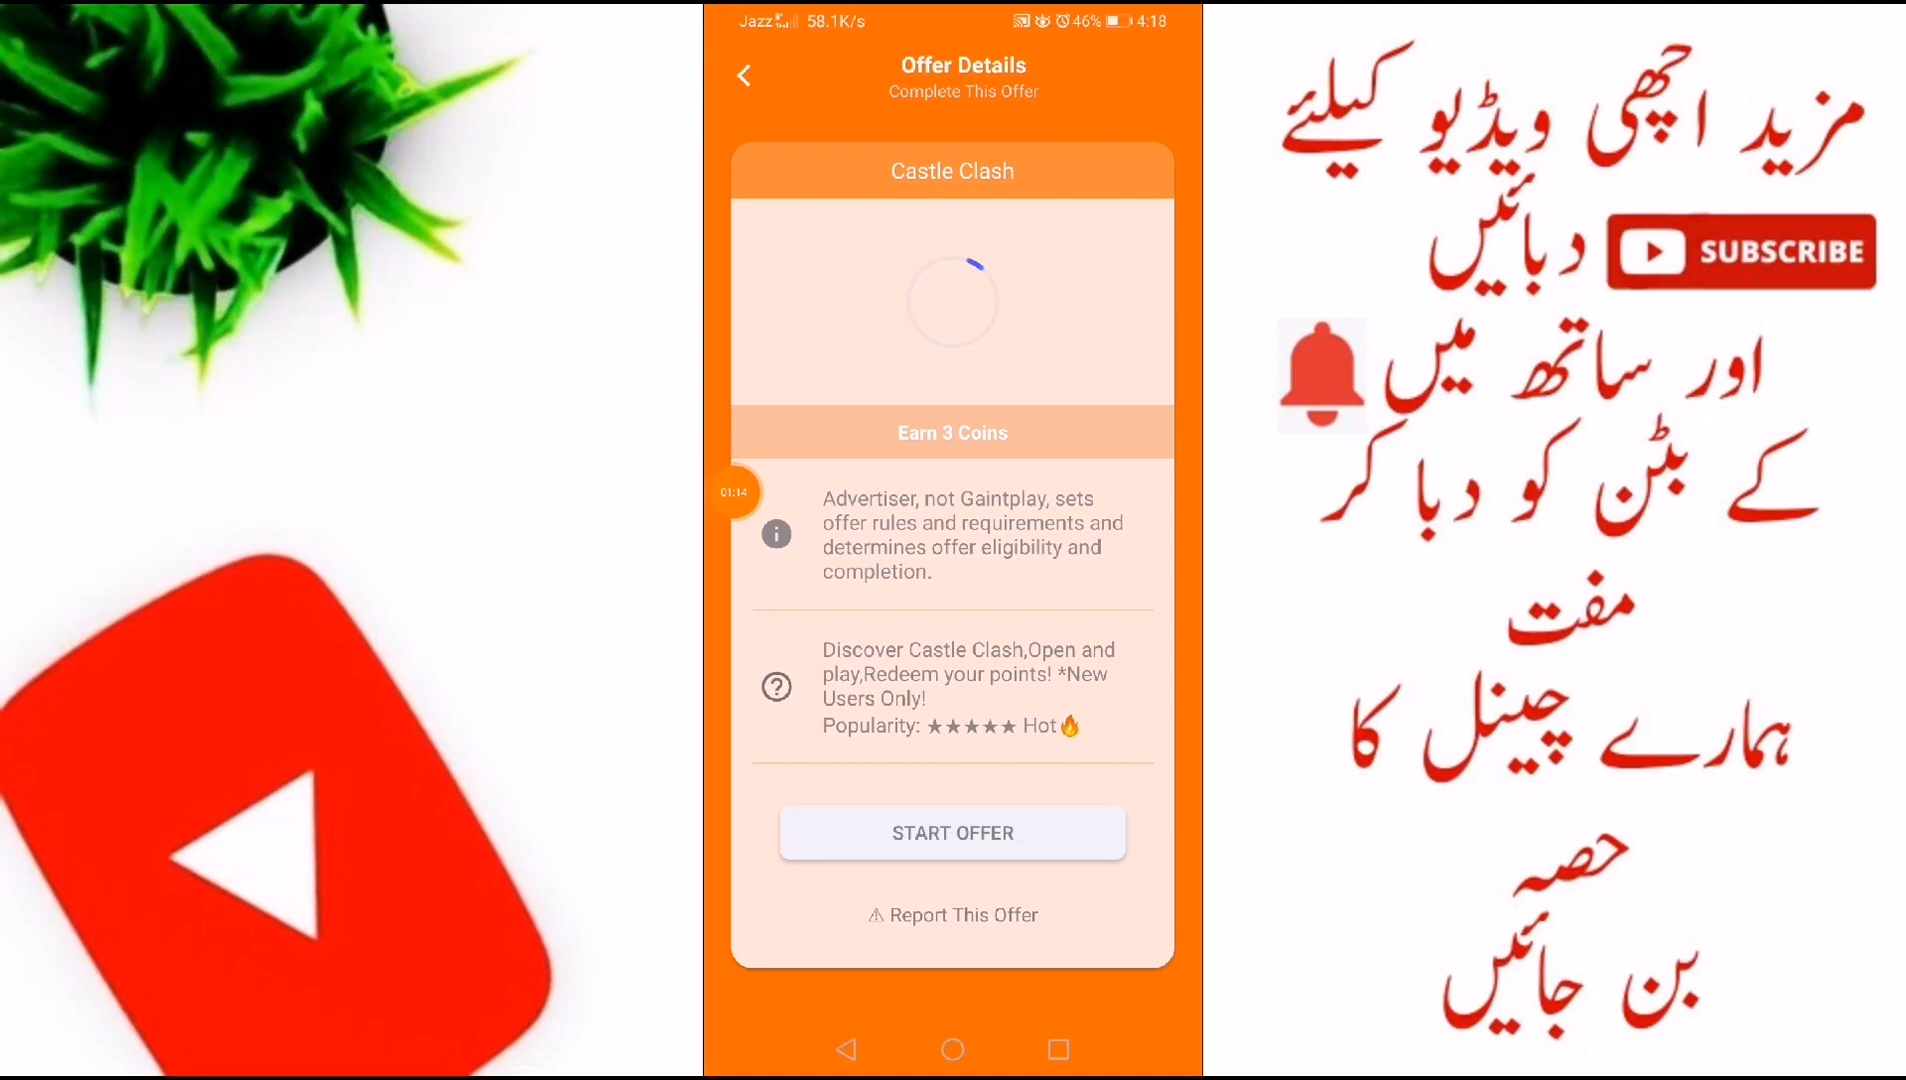 Jazz 58.1K/s 46% 4:18
Offer Details
Complete This Offer
Castle Clash
Earn 3 Coins
01:14
Advertiser, not Gaintplay, sets
offer rules and requirements and
determines offer eligibility and
completion.
Discover Castle Clash,Open and
play,Redeem your points! *New
Users Only!
Popularity: ★★★★★ Hot🔥
START OFFER
⚠ Report This Offer
مزید اچھی ویڈیو کیلئے
دبائیں SUBSCRIBE
اور ساتھ میں
کے بٹن کو دبا کر
مفت
ہمارے چینل کا
حصہ
بن جائیں